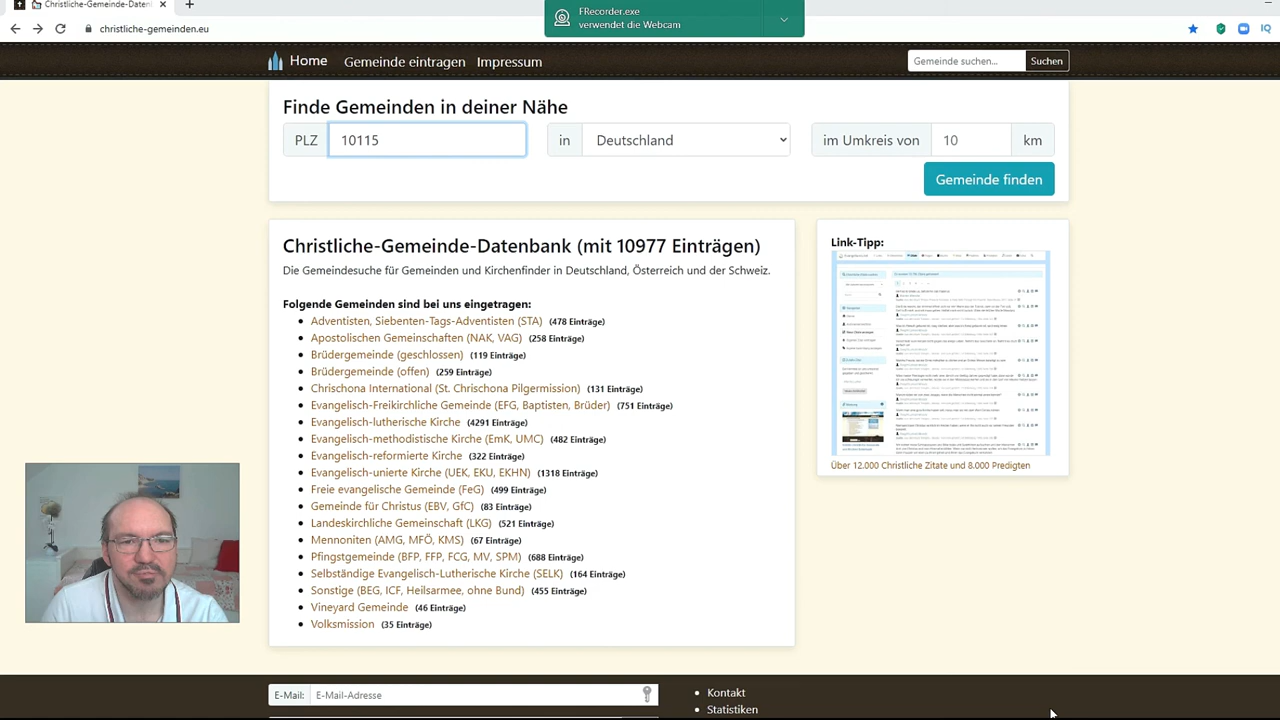 Christliche-Gemeinde-Daten
FRecorder.exe
verwendet die Webcam
christliche-gemeinden.eu
Home Gemeinde eintragen Impressum
Gemeinde suchen... Suchen
Finde Gemeinden in deiner Nähe
PLZ 10115 in Deutschland im Umkreis von 10 km
Gemeinde finden
Christliche-Gemeinde-Datenbank (mit 10977 Einträgen)
Die Gemeindesuche für Gemeinden und Kirchenfinder in Deutschland, Österreich und der Schweiz.
Folgende Gemeinden sind bei uns eingetragen:
Adventisten, Siebenten-Tags-Adventisten (STA) (478 Einträge)
Apostolischen Gemeinschaften (NAK, VAG) (258 Einträge)
Brüdergemeinde (geschlossen) (119 Einträge)
Brüdergemeinde (offen) (259 Einträge)
Chrischona International (St. Chrischona Pilgermission) (131 Einträge)
Evangelisch-freikirchliche Gemeinde (EFG, Baptisten, Brüder) (751 Einträge)
Evangelisch-lutherische Kirche (4291 Einträge)
Evangelisch-methodistische Kirche (EmK, UMC) (482 Einträge)
Evangelisch-reformierte Kirche (322 Einträge)
Evangelisch-unierte Kirche (UEK, EKU, EKHN) (1318 Einträge)
Freie evangelische Gemeinde (FeG) (499 Einträge)
Gemeinde für Christus (EBV, GfC) (83 Einträge)
Landeskirchliche Gemeinschaft (LKG) (521 Einträge)
Mennoniten (AMG, MFÖ, KMS) (67 Einträge)
Pfingstgemeinde (BFP, FFP, FCG, MV, SPM) (688 Einträge)
Selbständige Evangelisch-Lutherische Kirche (SELK) (164 Einträge)
Sonstige (BEG, ICF, Heilsarmee, ohne Bund) (455 Einträge)
Vineyard Gemeinde (46 Einträge)
Volksmission (35 Einträge)
Link-Tipp:
Über 12.000 Christliche Zitate und 8.000 Predigten
E-Mail: E-Mail-Adresse
Kontakt
Statistiken